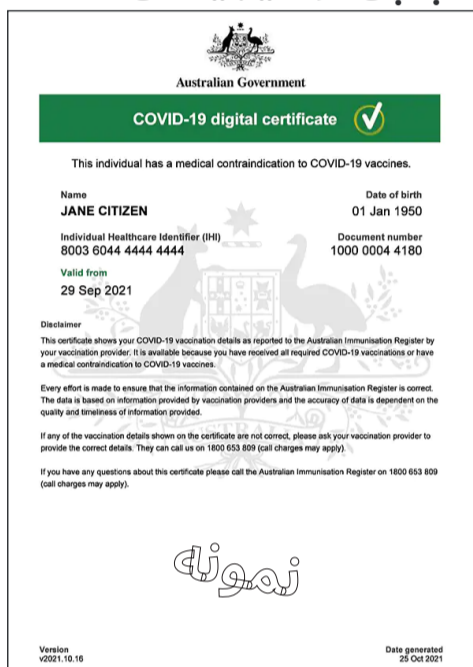 Australian Government
COVID-19 digital certificate
This individual has a medical contraindication to COVID-19 vaccines.
Name
JANE CITIZEN
Date of birth
01 Jan 1950
Individual Healthcare Identifier (IHI)
8003 6044 4444 4444
Document number
1000 0004 4180
Valid from
29 Sep 2021
Disclaimer
This certificate shows your COVID-19 vaccination details as reported to the Australian Immunisation Register by
your vaccination provider. It is available because you have received all required COVID-19 vaccinations or have
a medical contraindication to COVID-19 vaccines.
Every effort is made to ensure that the information contained on the Australian Immunisation Register is correct.
The data is based on information provided by vaccination providers and the accuracy of data is dependent on the
quality and timeliness of information provided.
If any of the vaccination details shown on the certificate are not correct, please ask your vaccination provider to
provide the correct details. They can call us on 1800 653 809 (call charges may apply).
If you have any questions about this certificate please call the Australian Immunisation Register on 1800 653 809
(call charges may apply).
نمونه
Version
v2021.10.16
Date generated
25 Oct 2021